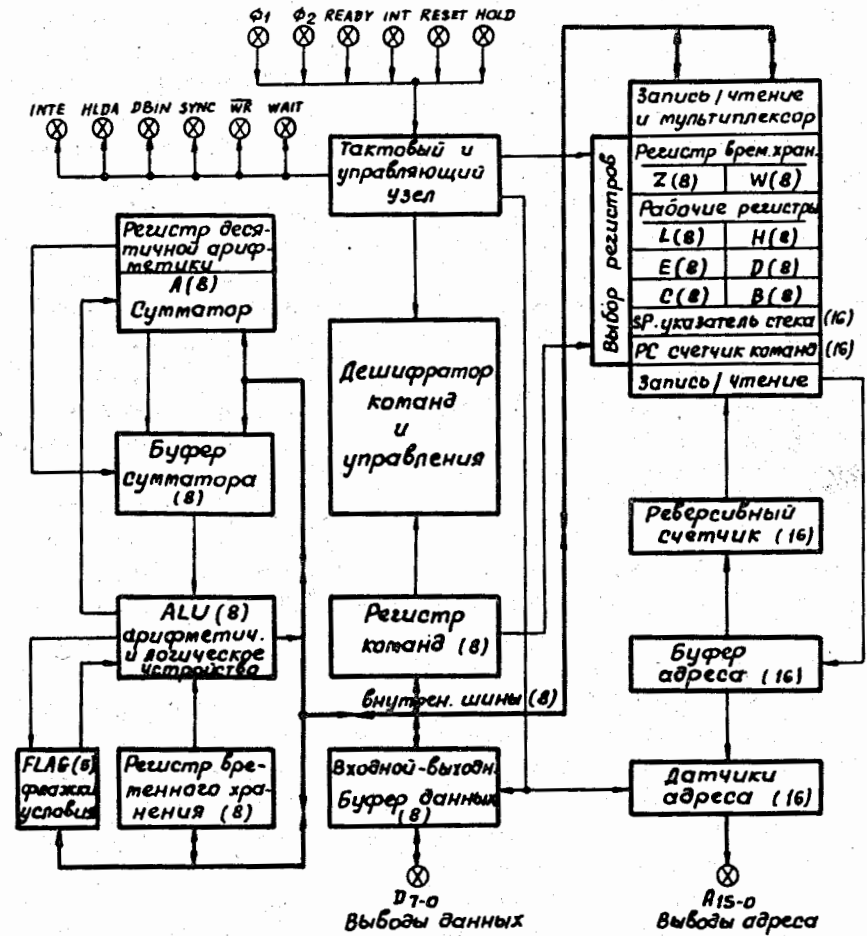 Φ1 Φ2 READY INT RESET HOLD
INTE HLDA DBIN SYNC WR WAIT
Тактовый и
управляющий
узел
Выбор регистров
Запись/чтение
и мультиплексор
Регистр врем.хран.
Z(8) W(8)
Рабочие регистры
L(8) H(8)
E(8) D(8)
C(8) B(8)
SP. указатель стека (16)
PC счетчик команд (16)
Запись/чтение
Регистр деся-
тичной ариф-
метики
A(8)
Сумматор
Дешифратор
команд
и
управления
Буфер
сумматора
(8)
Реверсивный
счетчик (16)
ALU(8)
арифметич.
и логическое
устройства
Регистр
команд (8)
Буфер
адреса (16)
внутрен. шины (8)
FLAG(5)
флажки
условия
Регистр вре-
менного хра-
нения (8)
Входной-выходн.
Буфер данных
(8)
Датчики
адреса (16)
D7-0
Выводы данных
A15-0
Выводы адреса